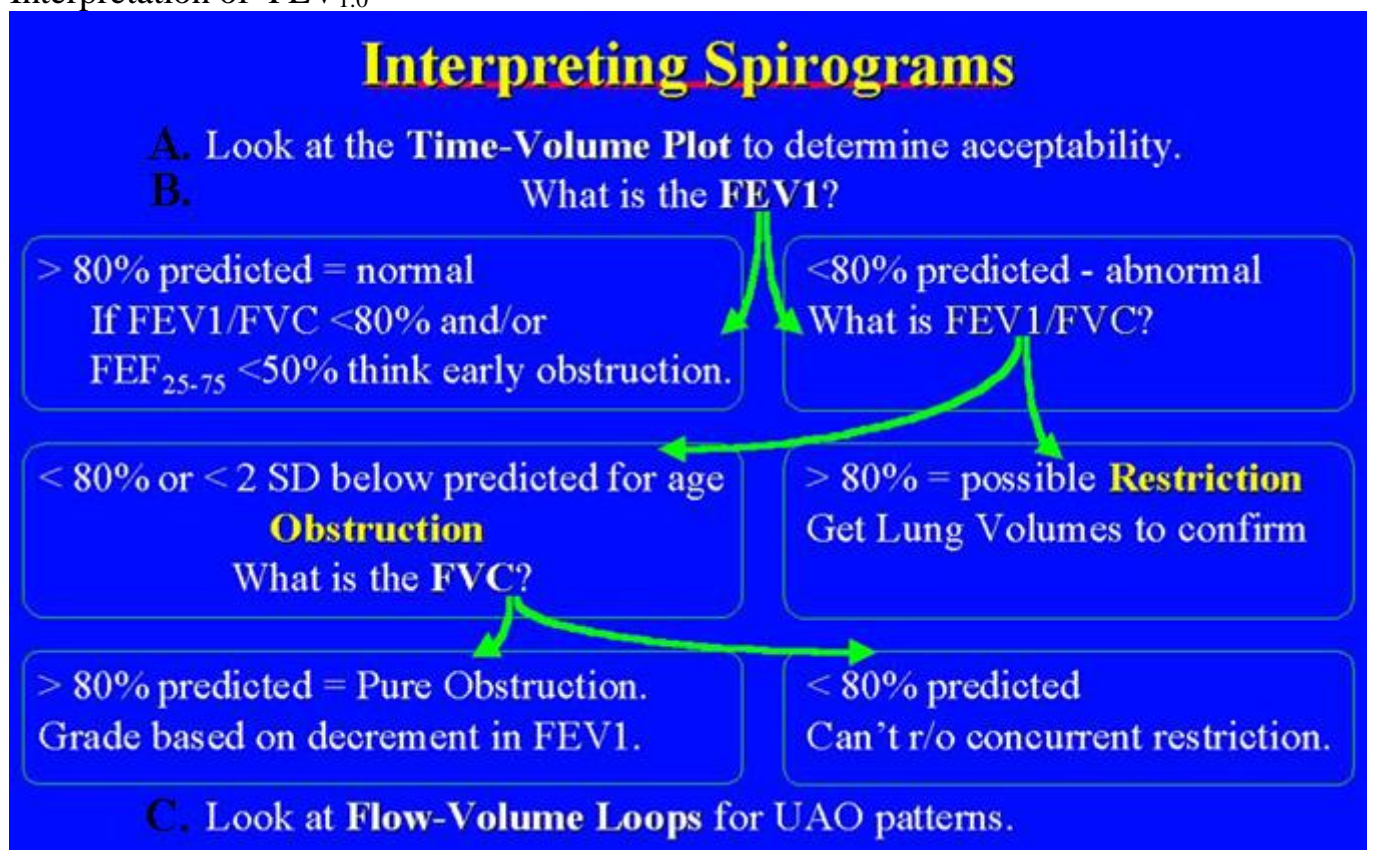 Interpretation of FEV1.0
Interpreting Spirograms
A. Look at the Time-Volume Plot to determine acceptability.
B. What is the FEV1?
> 80% predicted = normal
If FEV1/FVC <80% and/or
FEF25-75 <50% think early obstruction.
<80% predicted - abnormal
What is FEV1/FVC?
< 80% or < 2 SD below predicted for age
Obstruction
What is the FVC?
> 80% = possible Restriction
Get Lung Volumes to confirm
> 80% predicted = Pure Obstruction.
Grade based on decrement in FEV1.
< 80% predicted
Can't r/o concurrent restriction.
C. Look at Flow-Volume Loops for UAO patterns.